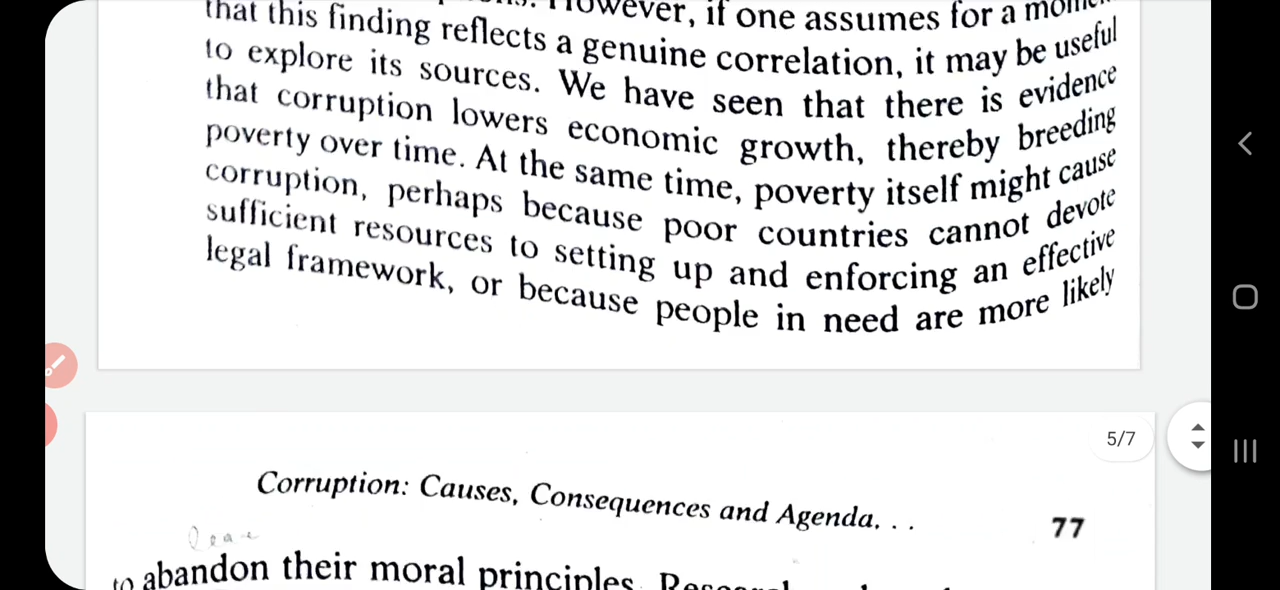 However, if one assumes for a
that this finding reflects a genuine correlation, it may be useful
to explore its sources. We have seen that there is evidence
that corruption lowers economic growth, thereby breeding
poverty over time. At the same time, poverty itself might cause
corruption, perhaps because poor countries cannot devote
sufficient resources to setting up and enforcing an effective
legal framework, or because people in need are more likely
5/7
Corruption: Causes, Consequences and Agenda. . .
77
to abandon their moral principles.